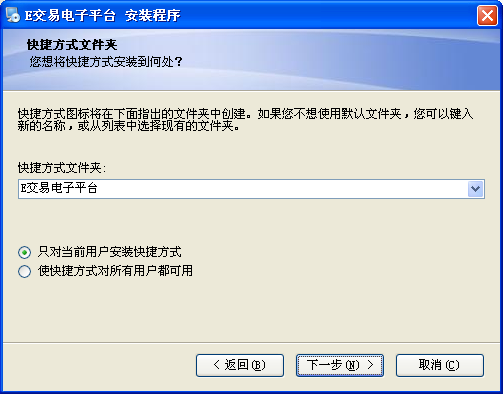 E交易电子平台 安装程序
快捷方式文件夹
您想将快捷方式安装到何处？
快捷方式图标将在下面指出的文件夹中创建。如果您不想使用默认文件夹，您可以键入
新的名称，或从列表中选择现有的文件夹。
快捷方式文件夹:
E交易电子平台
只对当前用户安装快捷方式
使快捷方式对所有用户都可用
< 返回(B) 下一步(N) > 取消(C)